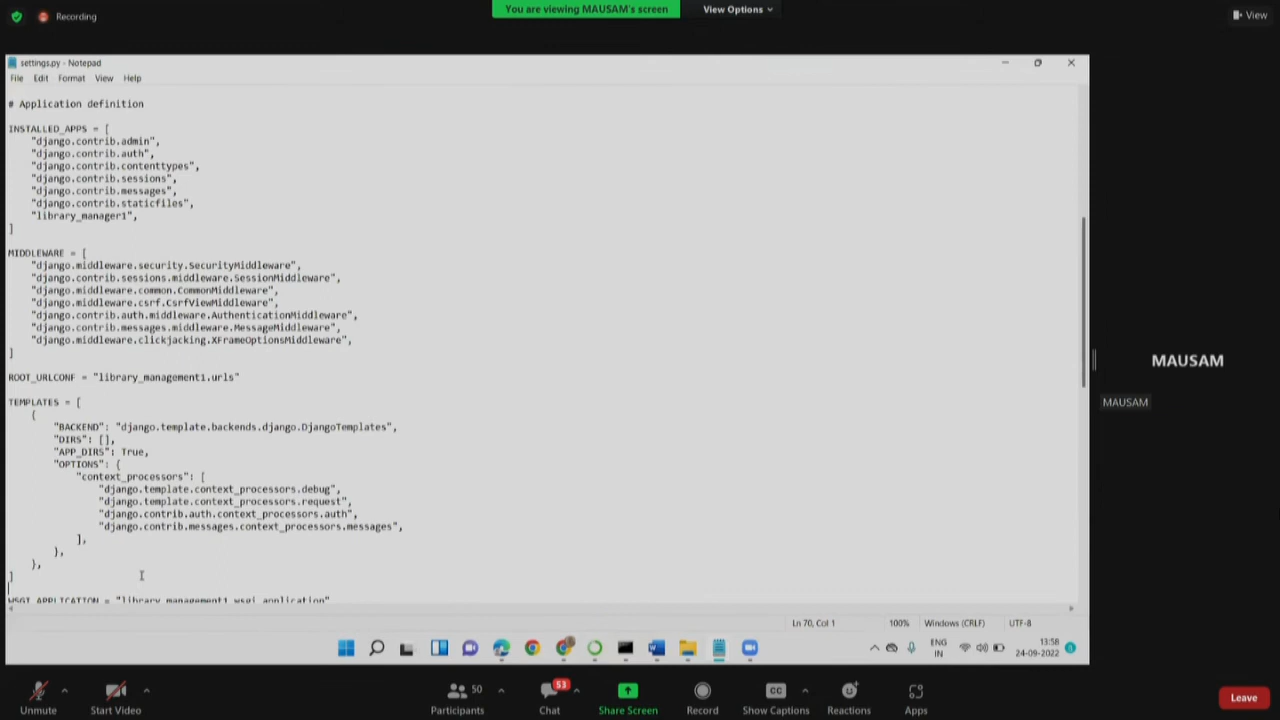 Recording
You are viewing MAUSAM's screen
View Options
View
settings.py - Notepad
File Edit Format View Help
# Application definition
INSTALLED_APPS = [
"django.contrib.admin",
"django.contrib.auth",
"django.contrib.contenttypes",
"django.contrib.sessions",
"django.contrib.messages",
"django.contrib.staticfiles",
"library_manager1",
]
MIDDLEWARE = [
"django.middleware.security.SecurityMiddleware",
"django.contrib.sessions.middleware.SessionMiddleware",
"django.middleware.common.CommonMiddleware",
"django.middleware.csrf.CsrfViewMiddleware",
"django.contrib.auth.middleware.AuthenticationMiddleware",
"django.contrib.messages.middleware.MessageMiddleware",
"django.middleware.clickjacking.XFrameOptionsMiddleware",
]
ROOT_URLCONF = "library_management1.urls"
TEMPLATES = [
{
"BACKEND": "django.template.backends.django.DjangoTemplates",
"DIRS": [],
"APP_DIRS": True,
"OPTIONS": {
"context_processors": [
"django.template.context_processors.debug",
"django.template.context_processors.request",
"django.contrib.auth.context_processors.auth",
"django.contrib.messages.context_processors.messages",
],
},
},
]
WSGI_APPLICATION = "library_management1.wsgi.application"
Ln 70, Col 1 100% Windows (CRLF) UTF-8
ENG
IN
13:58
24-09-2022
MAUSAM
MAUSAM
Unmute
Start Video
Participants 50
Chat 53
Share Screen
Record
CC
Show Captions
Reactions
Apps
Leave